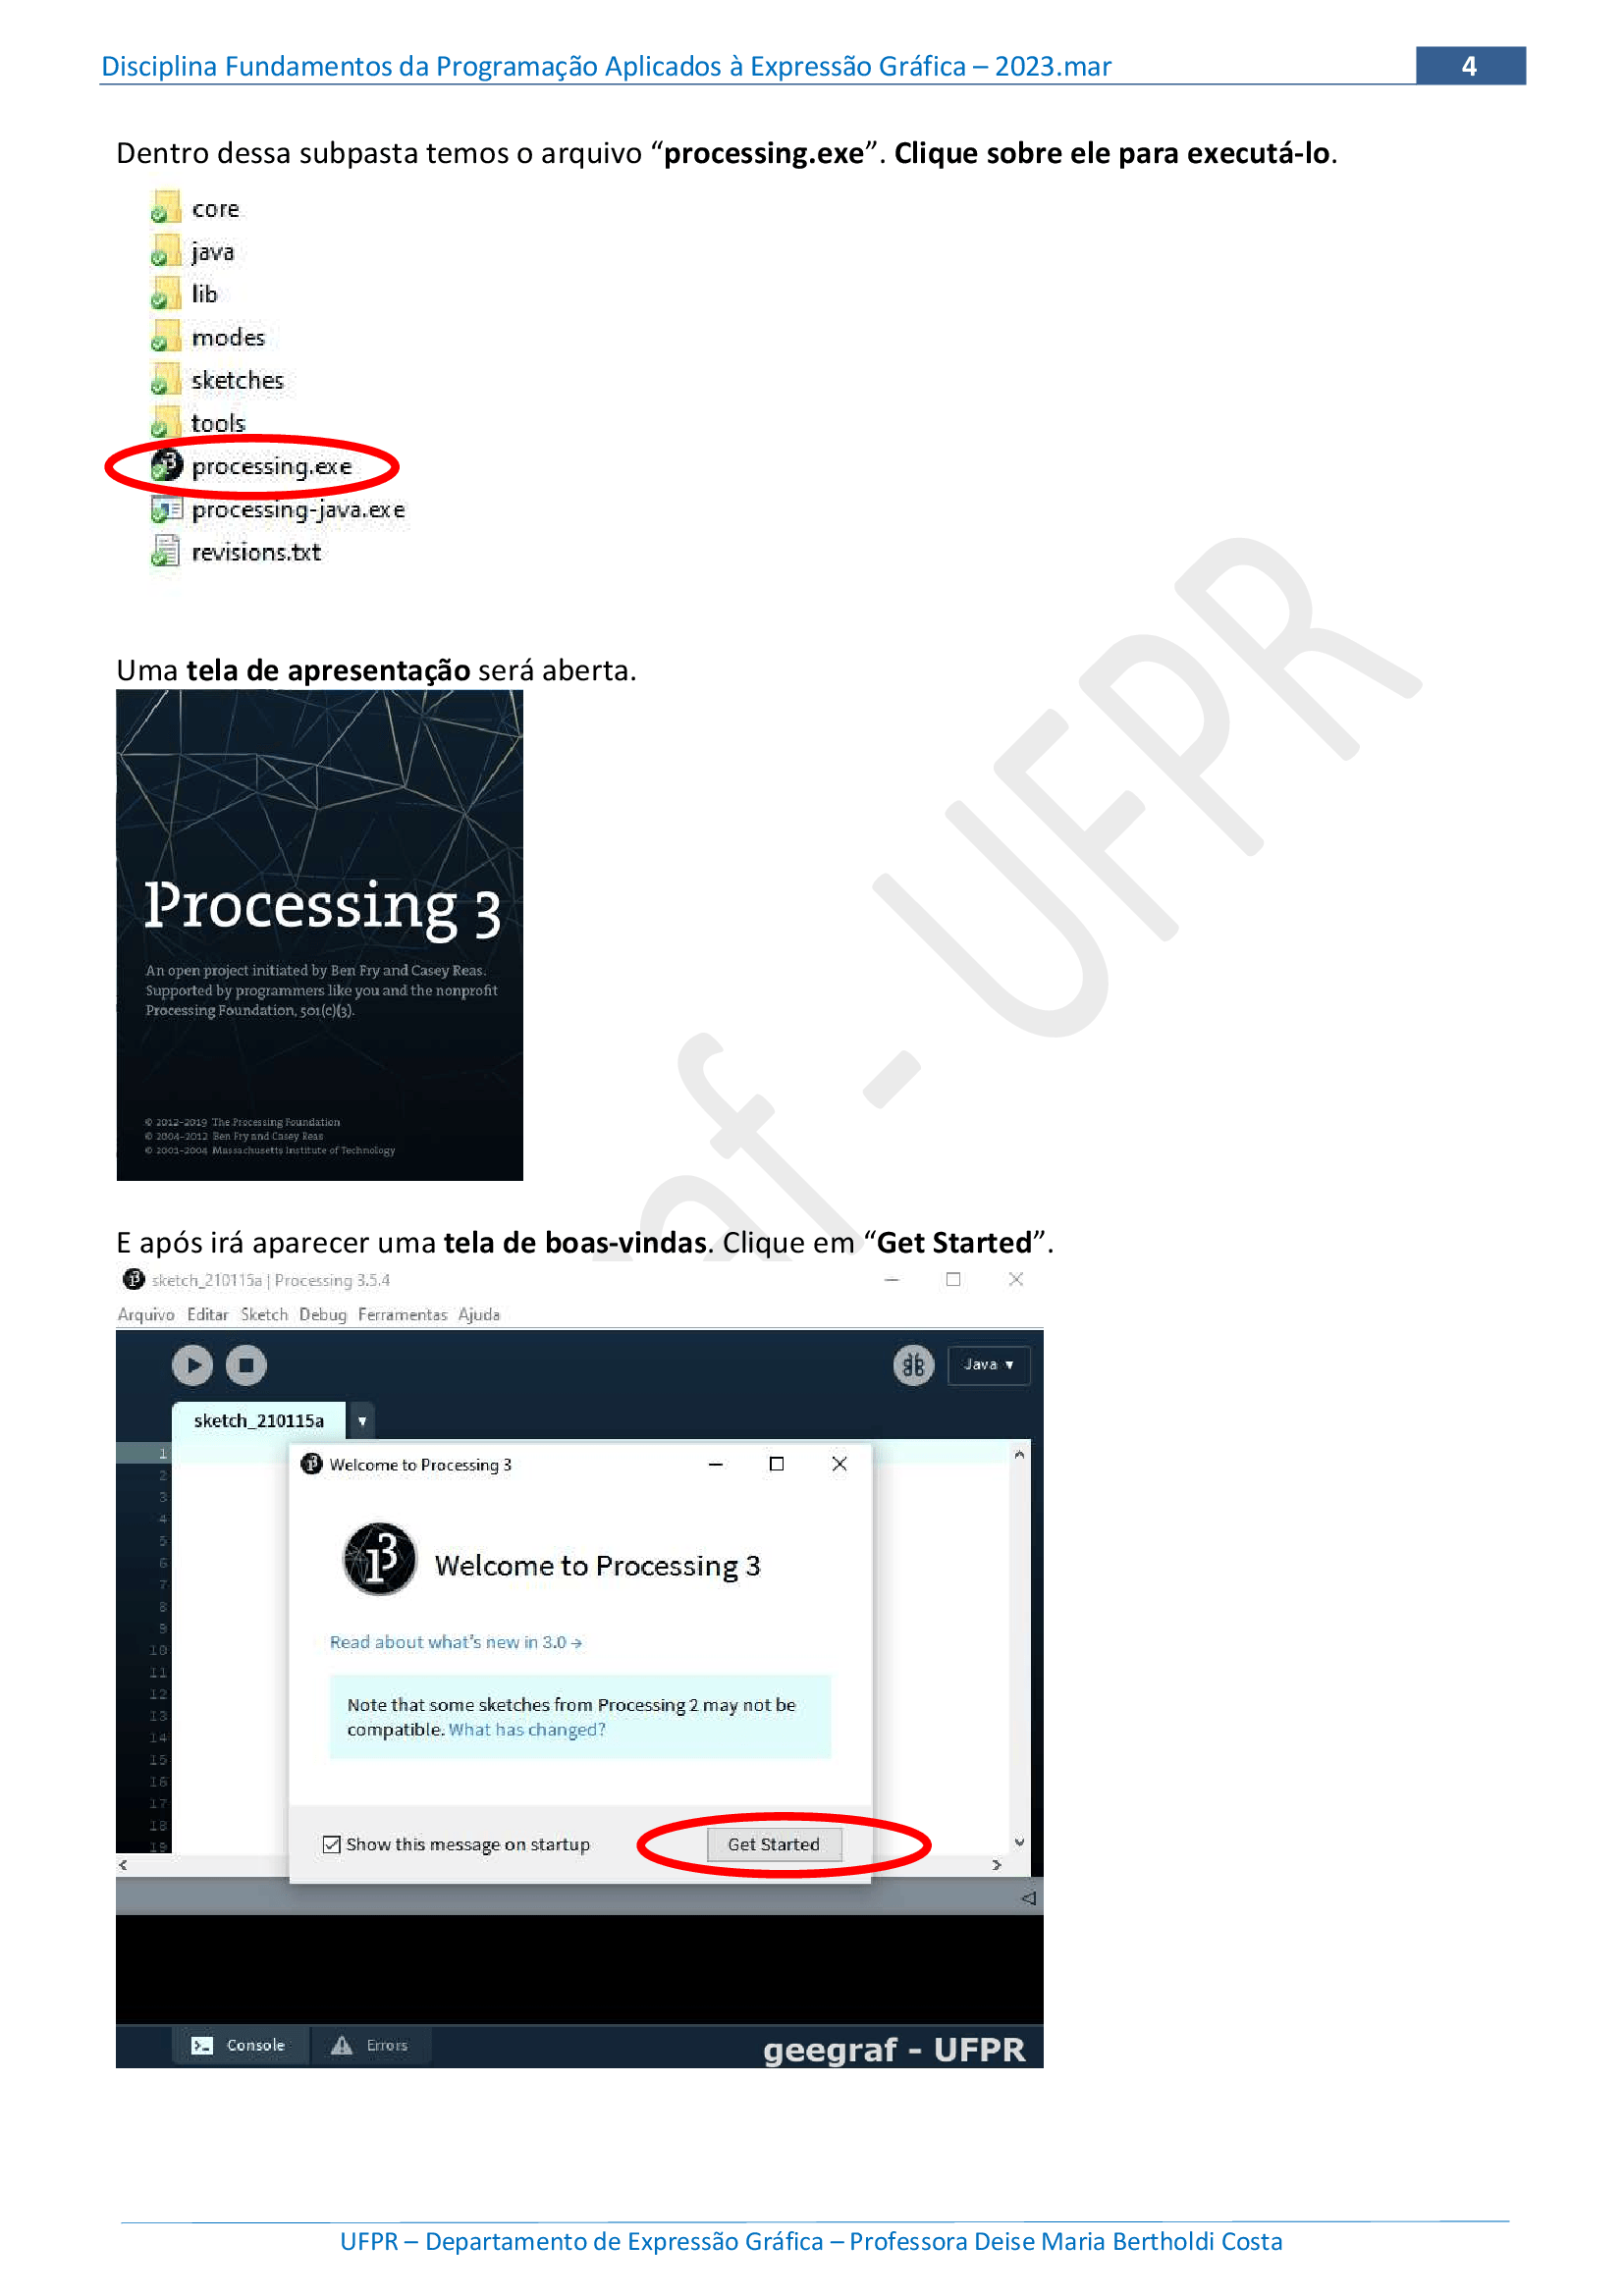 Disciplina Fundamentos da Programação Aplicados à Expressão Gráfica – 2023.mar
4
Dentro dessa subpasta temos o arquivo “processing.exe”. Clique sobre ele para executá-lo.
core
java
lib
modes
sketches
tools
processing.exe
processing-java.exe
revisions.txt
Uma tela de apresentação será aberta.
Processing 3
An open project initiated by Ben Fry and Casey Reas.
Supported by programmers like you and the nonprofit
Processing Foundation, 501(c)(3).
© 2012-2019 The Processing Foundation
© 2004-2012 Ben Fry and Casey Reas
© 2001-2004 Massachusetts Institute of Technology
af - UFPR
E após irá aparecer uma tela de boas-vindas. Clique em “Get Started”.
sketch_210115a | Processing 3.5.4
Arquivo Editar Sketch Debug Ferramentas Ajuda
Java ▾
sketch_210115a ▾
Welcome to Processing 3
1
2
3
4
5
6
7
8
9
10
11
12
13
14
15
16
17
18
19
Welcome to Processing 3
Read about what's new in 3.0 →
Note that some sketches from Processing 2 may not be
compatible. What has changed?
Show this message on startup
Get Started
Console
Errors
geegraf - UFPR
UFPR – Departamento de Expressão Gráfica – Professora Deise Maria Bertholdi Costa